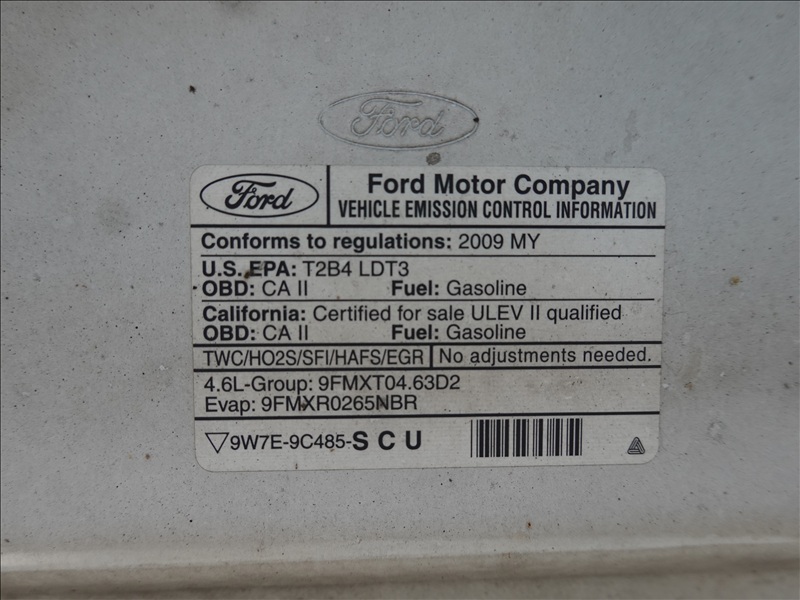 Ford
Ford
Ford Motor Company
VEHICLE EMISSION CONTROL INFORMATION
Conforms to regulations: 2009 MY
U.S. EPA: T2B4 LDT3
OBD: CA II Fuel: Gasoline
California: Certified for sale ULEV II qualified
OBD: CA II Fuel: Gasoline
TWC/HO2S/SFI/HAFS/EGR No adjustments needed.
4.6L-Group: 9FMXT04.63D2
Evap: 9FMXR0265NBR
▽9W7E-9C485-S C U